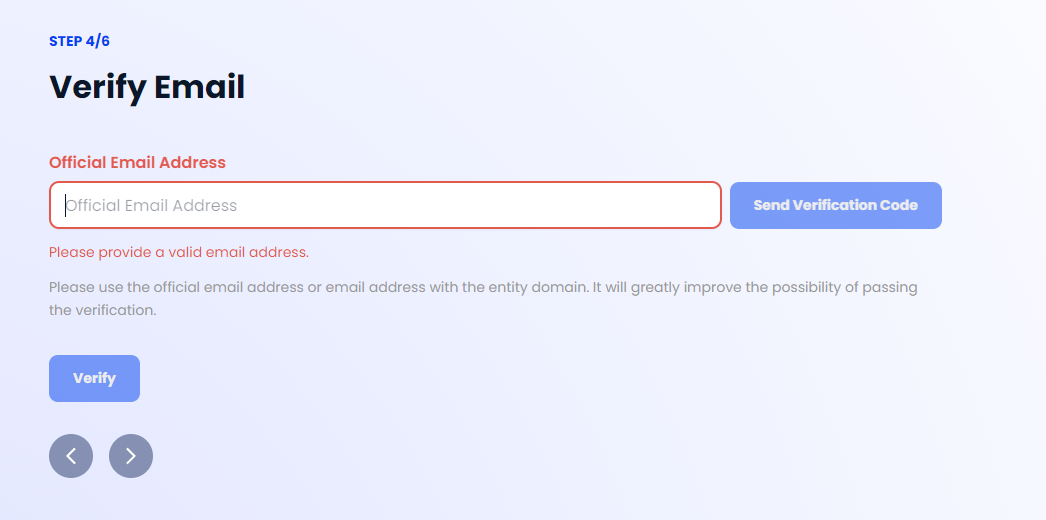 STEP 4/6
Verify Email
Official Email Address
Official Email Address
Send Verification Code
Please provide a valid email address.
Please use the official email address or email address with the entity domain. It will greatly improve the possibility of passing
the verification.
Verify